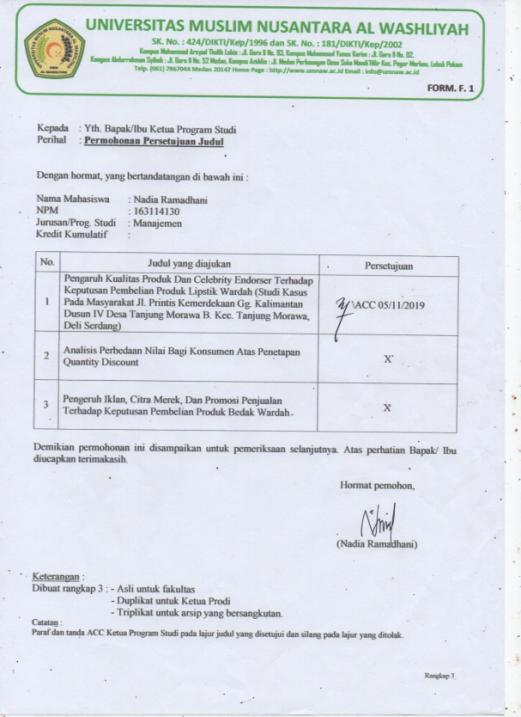 UNIVERSITAS MUSLIM NUSANTARA AL WASHLIYAH
SK. No. : 424/DIKTI/Kep/1996 dan SK. No. : 181/DIKTI/Kep/2002
Kampus Muhammad Arsyad Thalib Lubis : Jl. Garu II No. 93, Kampus Muhammad Yunus Karim : Jl. Garu II No. 02,
Kampus Abdurrahman Syihab : Jl. Garu II No. 52 Medan, Kampus Aziddin : Jl. Medan Perbaungan Desa Suka Mandi Hilir Kec. Pagar Merbau, Lubuk Pakam
Telp. (061) 7867044 Medan 20147 Home Page : http://www.umnaw.ac.id Email : info@umnaw.ac.id
FORM. F. 1
Kepada : Yth. Bapak/Ibu Ketua Program Studi
Perihal : Permohonan Persetujuan Judul
Dengan hormat, yang bertandatangan di bawah ini :
Nama Mahasiswa : Nadia Ramadhani
NPM : 163114130
Jurusan/Prog. Studi : Manajemen
Kredit Kumulatif :
No. Judul yang diajukan Persetujuan
Pengaruh Kualitas Produk Dan Celebrity Endorser Terhadap
Keputusan Pembelian Produk Lipstik Wardah (Studi Kasus
1 Pada Masyarakat Jl. Printis Kemerdekaan Gg. Kalimantan ACC 05/11/2019
Dusun IV Desa Tanjung Morawa B. Kec. Tanjung Morawa,
Deli Serdang)
2 Analisis Perbedaan Nilai Bagi Konsumen Atas Penetapan X
Quantity Discount
3 Pengeruh Iklan, Citra Merek, Dan Promosi Penjualan X
Terhadap Keputusan Pembelian Produk Bedak Wardah.
Demikian permohonan ini disampaikan untuk pemeriksaan selanjutnya. Atas perhatian Bapak/ Ibu
diucapkan terimakasih.
Hormat pemohon,
(Nadia Ramadhani)
Keterangan :
Dibuat rangkap 3 : - Asli untuk fakultas
- Duplikat untuk Ketua Prodi
- Triplikat untuk arsip yang bersangkutan.
Catatan :
Paraf dan tanda ACC Ketua Program Studi pada lajur judul yang disetujui dan silang pada lajur yang ditolak.
Rangkap 3